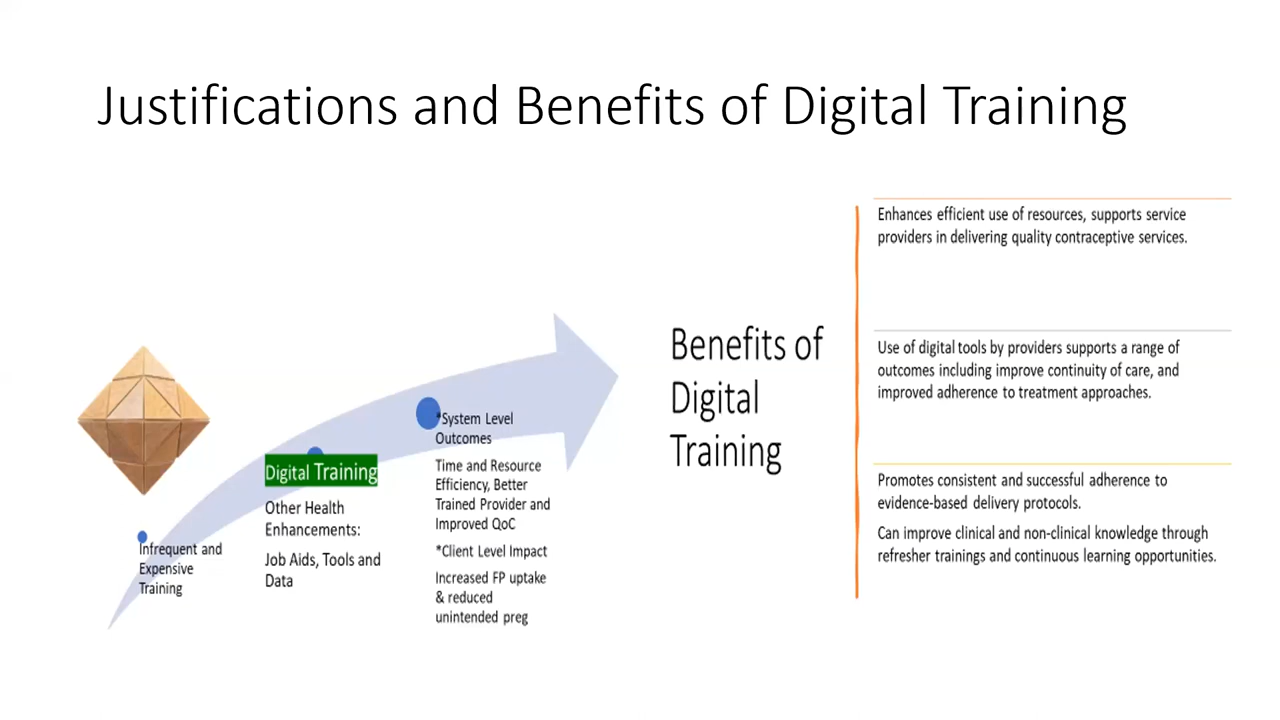 Justifications and Benefits of Digital Training
Infrequent and
Expensive
Training
Digital Training
Other Health
Enhancements:
Job Aids, Tools and
Data
*System Level
Outcomes
Time and Resource
Efficiency, Better
Trained Provider and
Improved QoC
*Client Level Impact
Increased FP uptake
& reduced
unintended preg
Benefits of
Digital
Training
Enhances efficient use of resources, supports service
providers in delivering quality contraceptive services.
Use of digital tools by providers supports a range of
outcomes including improve continuity of care, and
improved adherence to treatment approaches.
Promotes consistent and successful adherence to
evidence-based delivery protocols.
Can improve clinical and non-clinical knowledge through
refresher trainings and continuous learning opportunities.